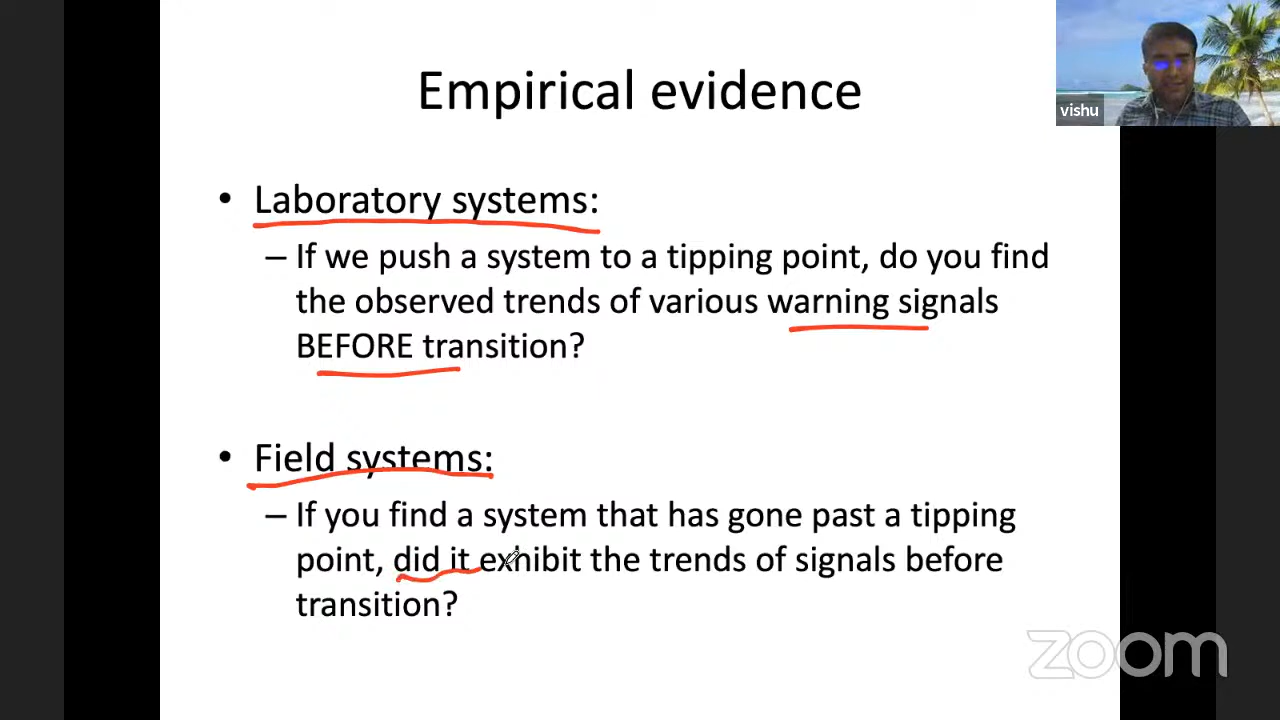 Empirical evidence
vishu
• Laboratory systems:
– If we push a system to a tipping point, do you find
the observed trends of various warning signals
BEFORE transition?
• Field systems:
– If you find a system that has gone past a tipping
point, did it exhibit the trends of signals before
transition?
zoom